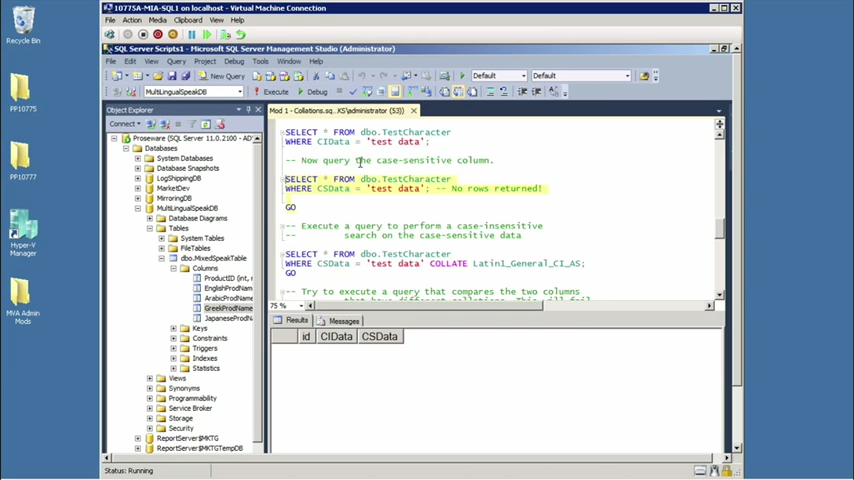 10775A-MIA-SQL1 on localhost - Virtual Machine Connection
File Action Media Clipboard View Help
SQL Server Scripts1 - Microsoft SQL Server Management Studio (Administrator)
File Edit View Query Project Debug Tools Window Help
New Query Default Default
MultiLingualSpeakDB Execute Debug
Recycle Bin
PP10775
PP10777
Hyper-V Manager
MVA Admin Mods
Object Explorer
Connect
Proseware (SQL Server 11.0.2100 - AD
Databases
System Databases
Database Snapshots
LogShippingDB
MarketDev
MirroringDB
MultiLingualSpeakDB
Database Diagrams
Tables
System Tables
FileTables
dbo.MixedSpeakTable
Columns
ProductID (int, n
EnglishProdName
ArabicProdName
GreekProdName
JapaneseProdN
Keys
Constraints
Triggers
Indexes
Statistics
Views
Synonyms
Programmability
Service Broker
Storage
Security
ReportServer$MKTG
ReportServer$MKTGTempDB
Mod 1 - Collations.sq...KS\administrator (53))
SELECT * FROM dbo.TestCharacter
WHERE CIData = 'test data';
-- Now query the case-sensitive column.
SELECT * FROM dbo.TestCharacter
WHERE CSData = 'test data'; -- No rows returned!
GO
-- Execute a query to perform a case-insensitive
search on the case-sensitive data
SELECT * FROM dbo.TestCharacter
WHERE CSData = 'test data' COLLATE Latin1_General_CI_AS;
GO
-- Try to execute a query that compares the two columns
that have different collations. This will fail
75 %
Results Messages
id CIData CSData
Status: Running